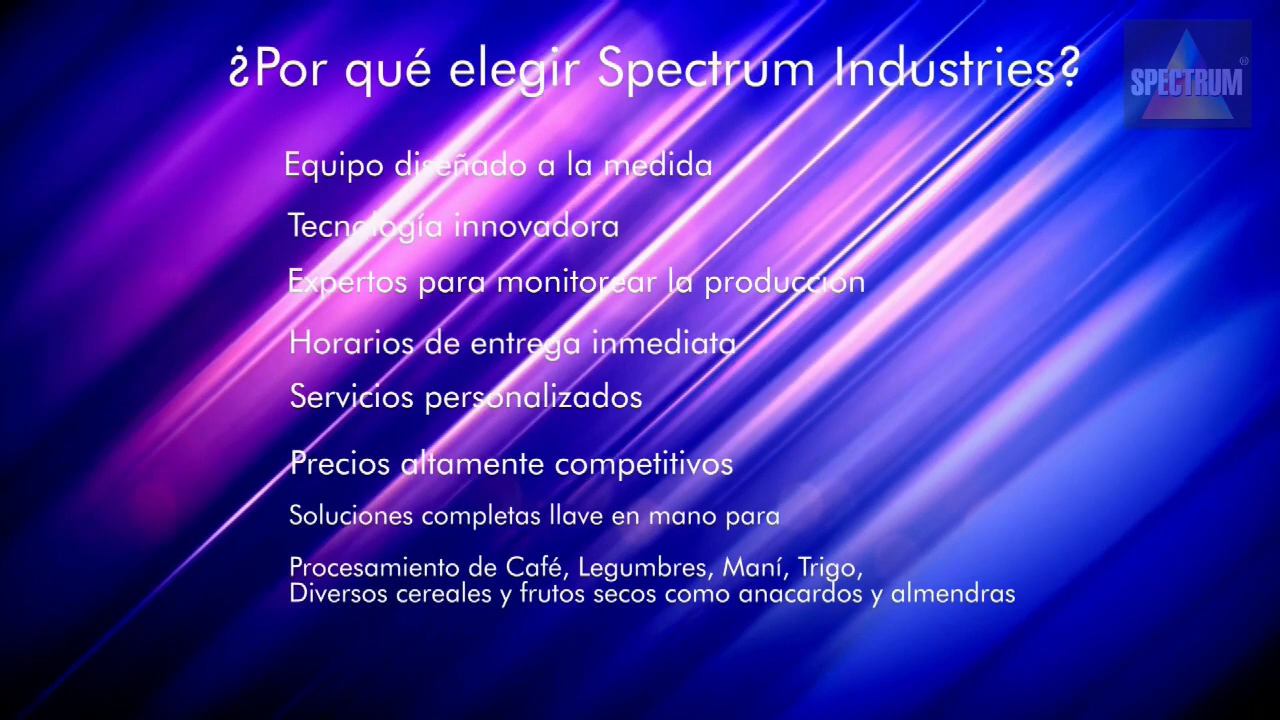 ¿Por qué elegir Spectrum Industries?
SPECTRUM
Equipo diseñado a la medida
Tecnología innovadora
Expertos para monitorear la producción
Horarios de entrega inmediata
Servicios personalizados
Precios altamente competitivos
Soluciones completas llave en mano para
Procesamiento de Café, Legumbres, Maní, Trigo,
Diversos cereales y frutos secos como anacardos y almendras